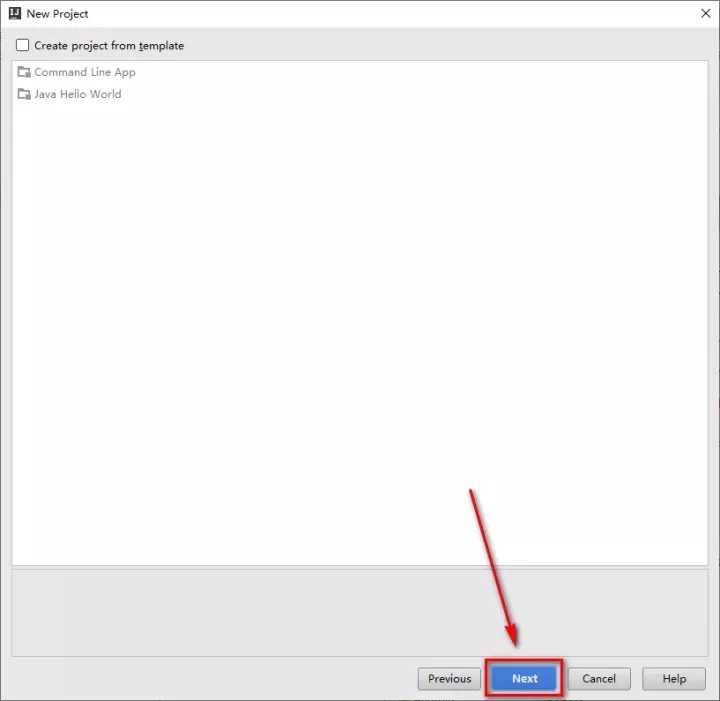 New Project
Create project from template
Command Line App
Java Hello World
Previous Next Cancel Help